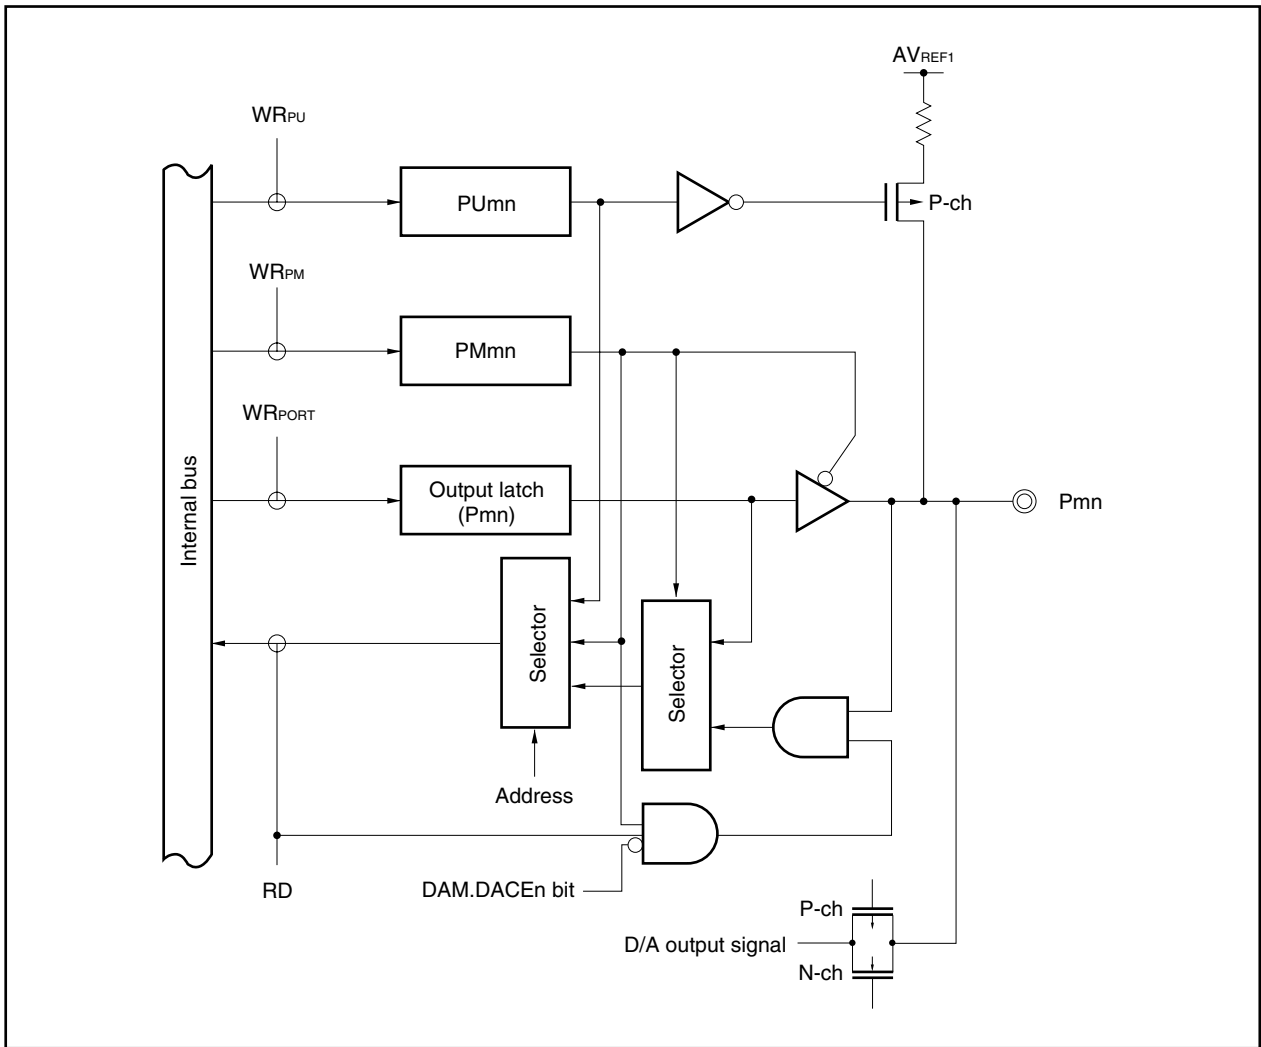 AVREF1
WRPU
PUmn
P-ch
WRPM
PMmn
WRPORT
Output latch
(Pmn)
Pmn
Internal bus
Selector
Selector
Address
RD
DAM.DACEn bit
P-ch
D/A output signal
N-ch